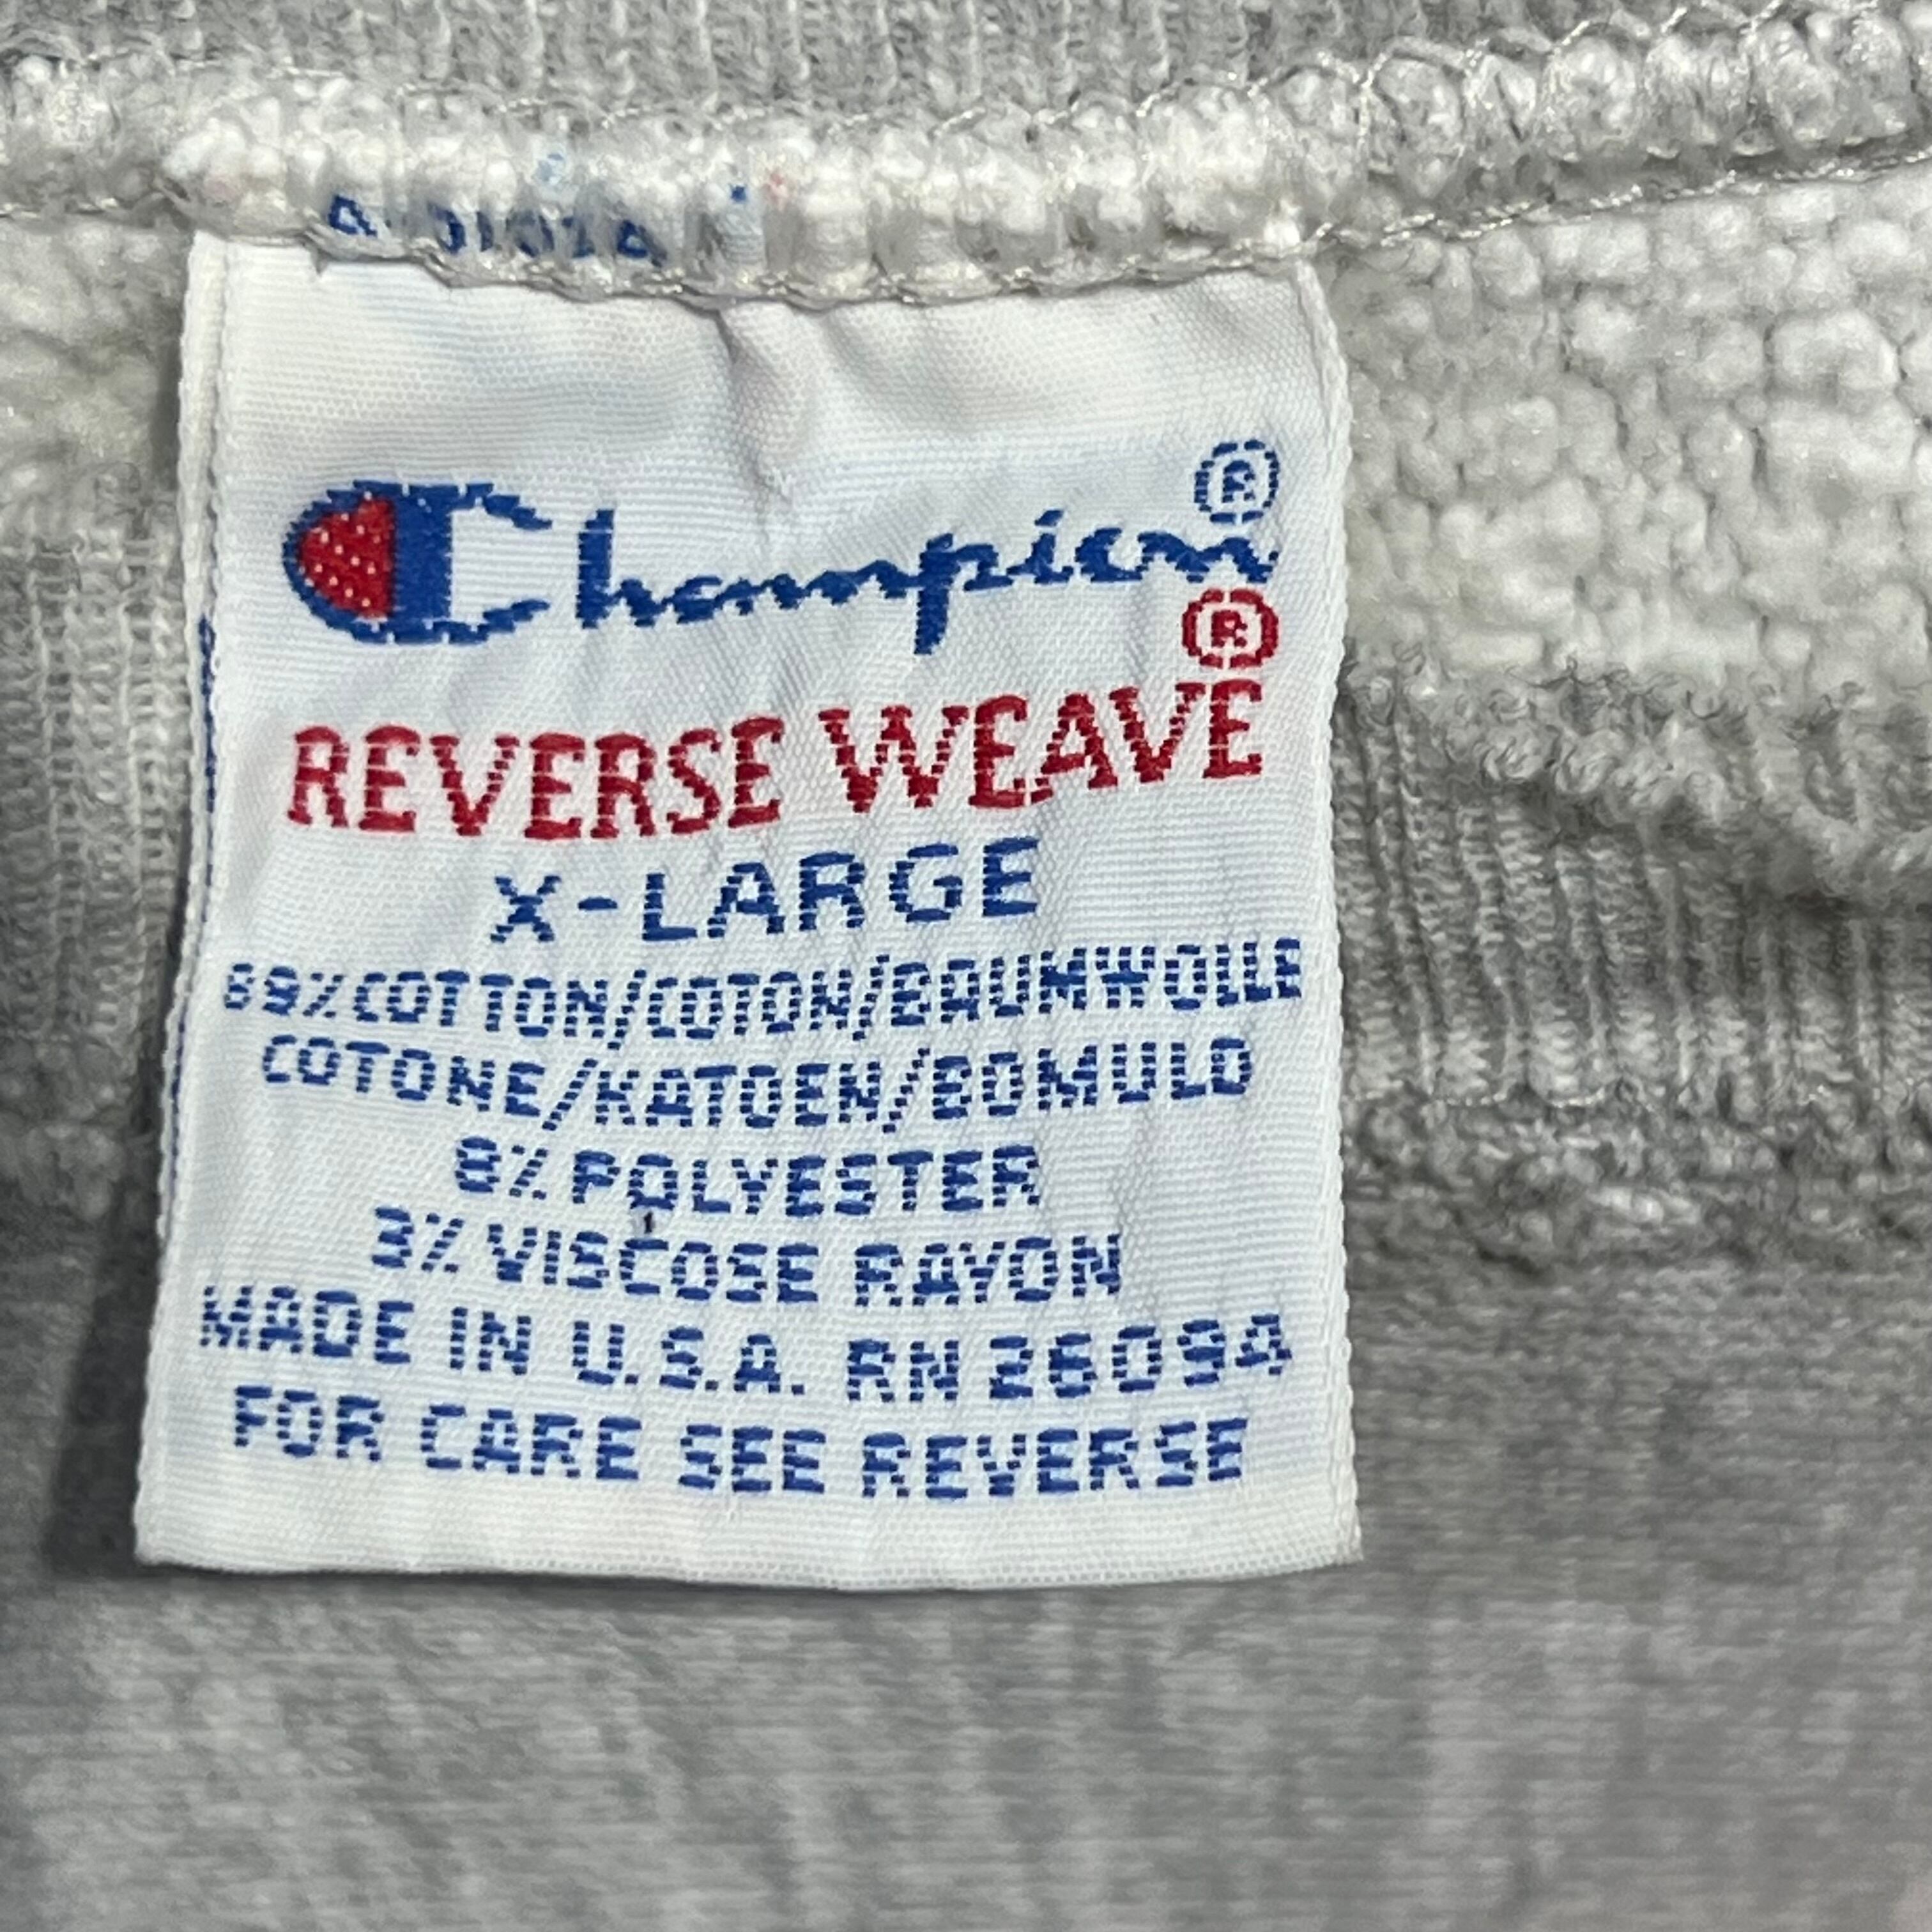 Champion®
®
REVERSE WEAVE
X-LARGE
89% COTTON/COTON/BAUMWOLLE
COTONE/KATOEN/BOMULD
8% POLYESTER
3% VISCOSE RAYON
MADE IN U.S.A. RN 26094
FOR CARE SEE REVERSE